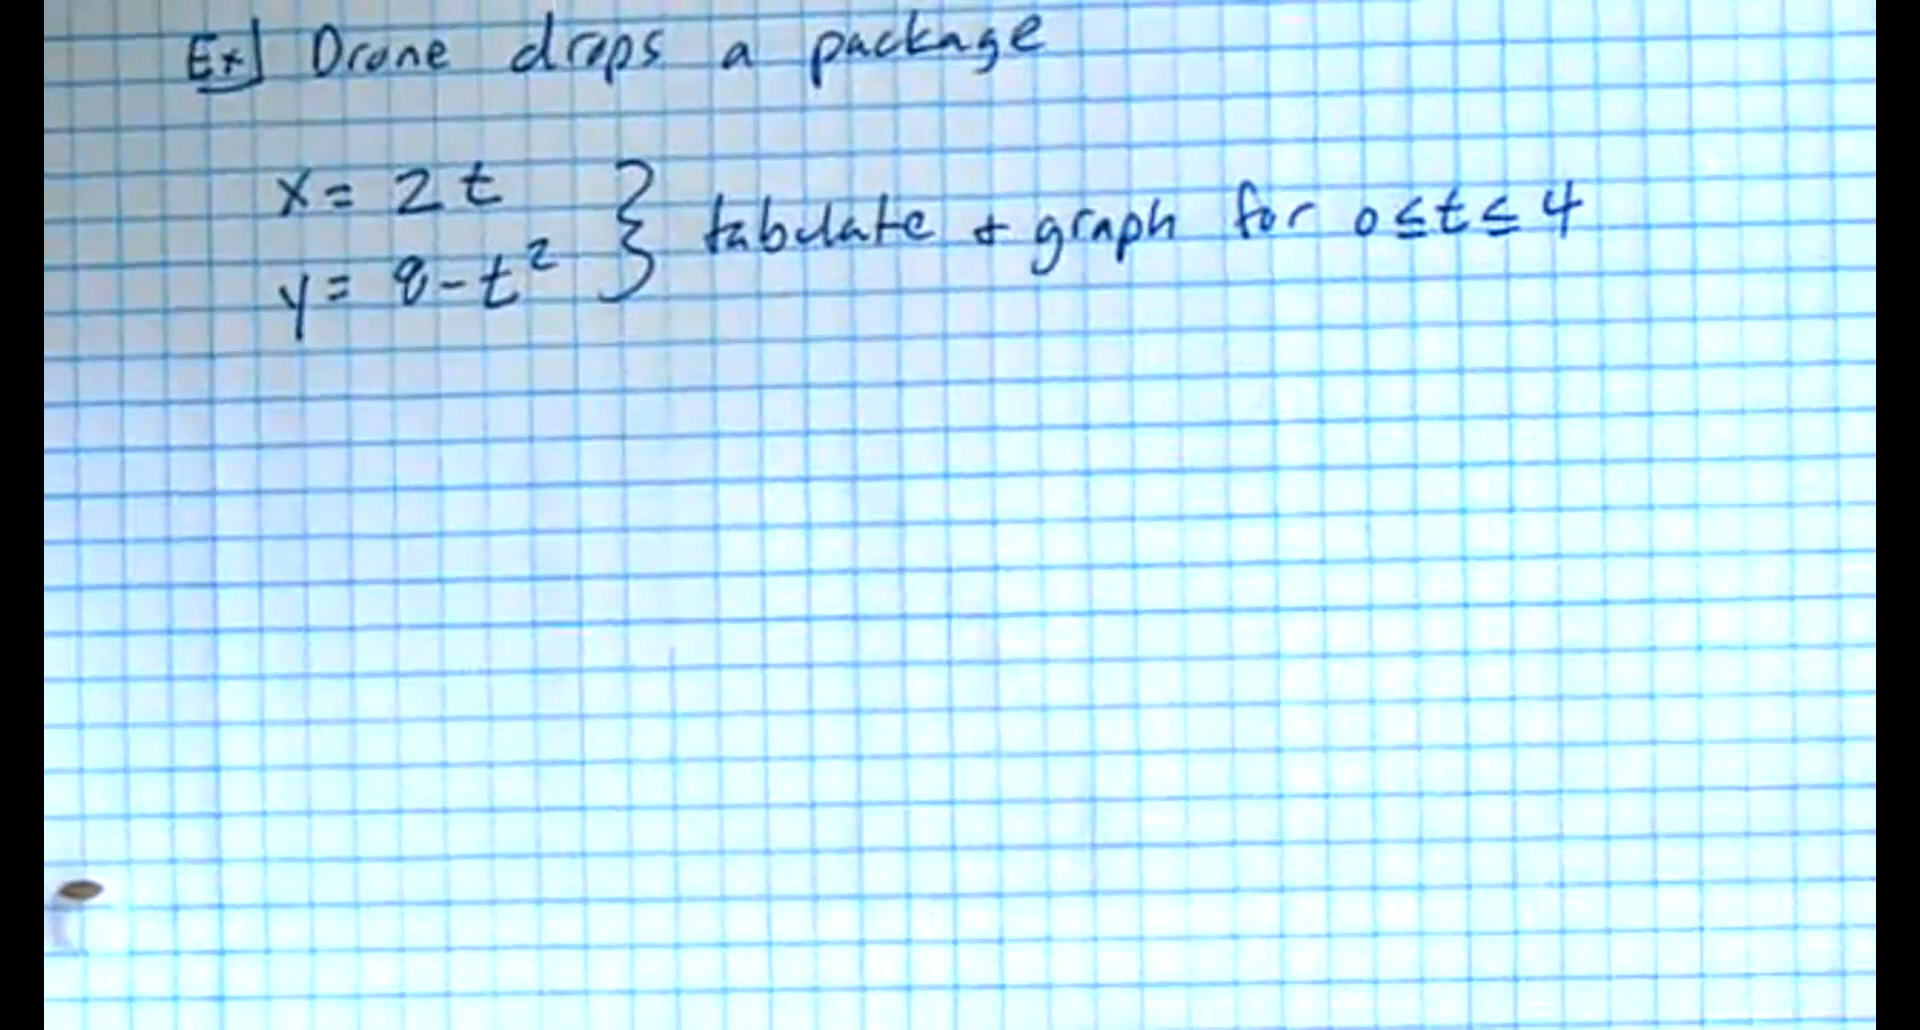 Ex] Drone drops a package
x = 2t
y = 8 - t² } tabulate & graph for 0 ≤ t ≤ 4